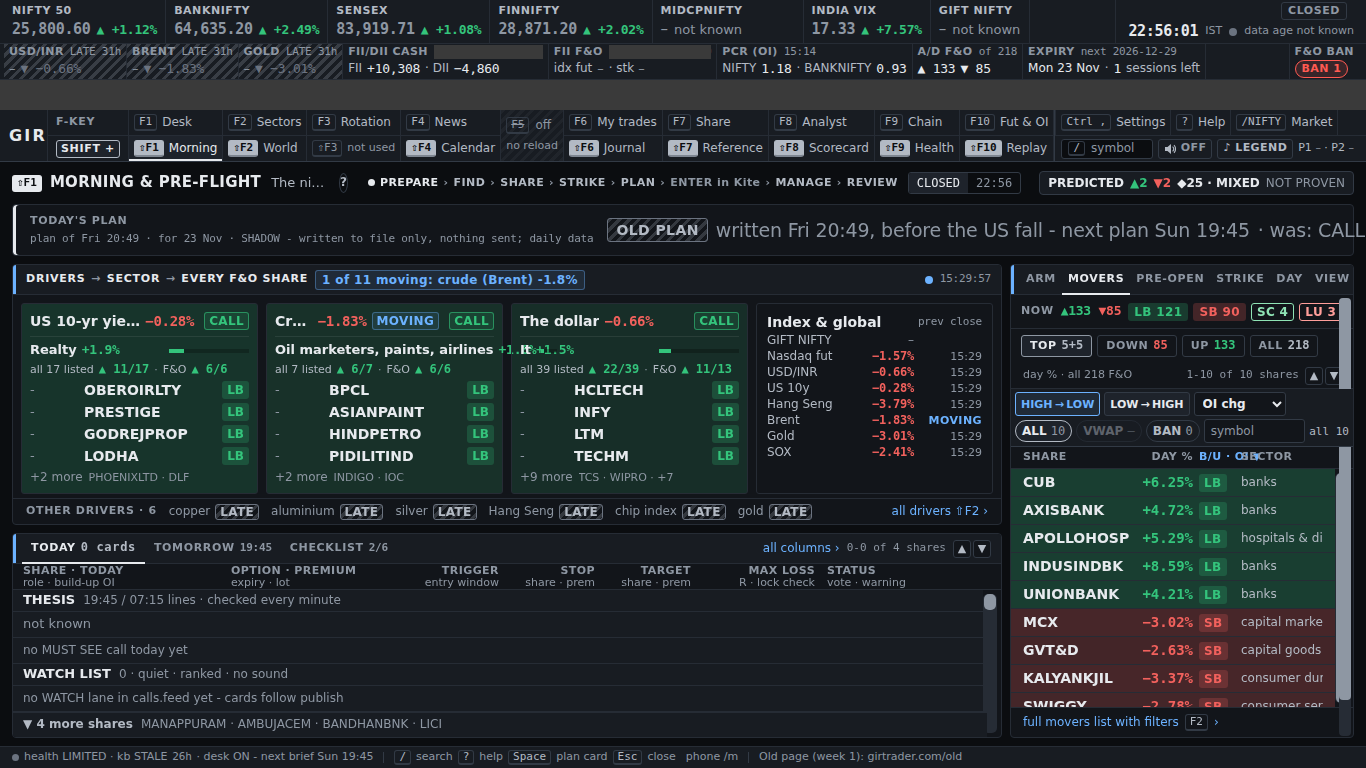 NIFTY 50 BANKNIFTY SENSEX FINNIFTY MIDCPNIFTY INDIA VIX GIFT NIFTY CLOSED
25,800.60 ▲ +1.12% 64,635.20 ▲ +2.49% 83,919.71 ▲ +1.08% 28,871.20 ▲ +2.02% – not known 17.33 ▲ +7.57% – not known 22:56:01 IST data age not known
USD/INR LATE 31h BRENT LATE 31h GOLD LATE 31h FII/DII CASH FII F&O PCR (OI) 15:14 A/D F&O of 218 EXPIRY next 2026-12-29 F&O BAN
– ▼ −0.66% – ▼ −1.83% – ▼ −3.01% FII +10,308 · DII −4,860 idx fut – · stk – NIFTY 1.18 · BANKNIFTY 0.93 ▲ 133 ▼ 85 Mon 23 Nov · 1 sessions left BAN 1
GIR F-KEY F1 Desk F2 Sectors F3 Rotation F4 News F5 off F6 My trades F7 Share F8 Analyst F9 Chain F10 Fut & OI Ctrl , Settings ? Help /NIFTY Market
SHIFT + ⇧F1 Morning ⇧F2 World ⇧F3 not used ⇧F4 Calendar no reload ⇧F6 Journal ⇧F7 Reference ⇧F8 Scorecard ⇧F9 Health ⇧F10 Replay / symbol OFF ♪ LEGEND P1 – · P2 –
⇧F1 MORNING & PRE-FLIGHT The ni... ? PREPARE › FIND › SHARE › STRIKE › PLAN › ENTER in Kite › MANAGE › REVIEW CLOSED 22:56 PREDICTED ▲2 ▼2 ◆25 · MIXED NOT PROVEN
TODAY'S PLAN
plan of Fri 20:49 · for 23 Nov · SHADOW - written to file only, nothing sent; daily data OLD PLAN written Fri 20:49, before the US fall - next plan Sun 19:45 · was: CALL
DRIVERS → SECTOR → EVERY F&O SHARE 1 of 11 moving: crude (Brent) -1.8% 15:29:57
US 10-yr yie... −0.28% CALL Cr... −1.83% MOVING CALL The dollar −0.66% CALL
Realty +1.9% Oil marketers, paints, airlines IT +1.5%
all 17 listed ▲ 11/17 · F&O ▲ 6/6 all 7 listed ▲ 6/7 · F&O ▲ 6/6 all 39 listed ▲ 22/39 · F&O ▲ 11/13
- OBEROIRLTY LB - BPCL LB - HCLTECH LB
- PRESTIGE LB - ASIANPAINT LB - INFY LB
- GODREJPROP LB - HINDPETRO LB - LTM LB
- LODHA LB - PIDILITIND LB - TECHM LB
+2 more PHOENIXLTD · DLF +2 more INDIGO · IOC +9 more TCS · WIPRO · +7
Index & global prev close
GIFT NIFTY –
Nasdaq fut −1.57% 15:29
USD/INR −0.66% 15:29
US 10y −0.28% 15:29
Hang Seng −3.79% 15:29
Brent −1.83% MOVING
Gold −3.01% 15:29
SOX −2.41% 15:29
OTHER DRIVERS · 6 copper LATE aluminium LATE silver LATE Hang Seng LATE chip index LATE gold LATE all drivers ⇧F2 ›
TODAY 0 cards TOMORROW 19:45 CHECKLIST 2/6 all columns › 0-0 of 4 shares ▲ ▼
SHARE · TODAY OPTION · PREMIUM TRIGGER STOP TARGET MAX LOSS STATUS
role · build-up OI expiry · lot entry window share · prem share · prem R · lock check vote · warning
THESIS 19:45 / 07:15 lines · checked every minute
not known
no MUST SEE call today yet
WATCH LIST 0 · quiet · ranked · no sound
no WATCH lane in calls.feed yet - cards follow publish
▼ 4 more shares MANAPPURAM · AMBUJACEM · BANDHANBNK · LICI
ARM MOVERS PRE-OPEN STRIKE DAY VIEW
NOW ▲133 ▼85 LB 121 SB 90 SC 4 LU 3
TOP 5+5 DOWN 85 UP 133 ALL 218
day % · all 218 F&O 1-10 of 10 shares ▲ ▼
HIGH→LOW LOW→HIGH OI chg
ALL 10 VWAP – BAN 0 symbol all 10
SHARE DAY % B/U · SECTOR
CUB +6.25% LB banks
AXISBANK +4.72% LB banks
APOLLOHOSP +5.29% LB hospitals & di
INDUSINDBK +8.59% LB banks
UNIONBANK +4.21% LB banks
MCX −3.02% SB capital marke
GVT&D −2.63% SB capital goods
KALYANKJIL −3.37% SB consumer dur
SWIGGY −2.78% SB consumer ser
full movers list with filters F2 ›
health LIMITED · kb STALE 26h · desk ON - next brief Sun 19:45 / search ? help Space plan card Esc close phone /m Old page (week 1): girtrader.com/old